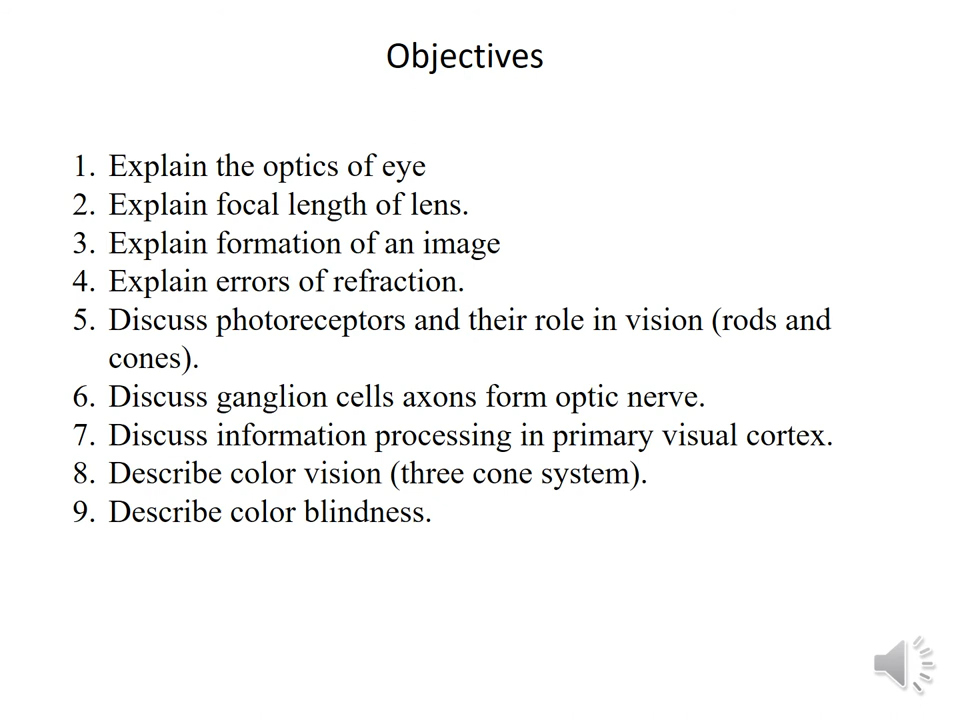 Objectives
1. Explain the optics of eye
2. Explain focal length of lens.
3. Explain formation of an image
4. Explain errors of refraction.
5. Discuss photoreceptors and their role in vision (rods and
cones).
6. Discuss ganglion cells axons form optic nerve.
7. Discuss information processing in primary visual cortex.
8. Describe color vision (three cone system).
9. Describe color blindness.